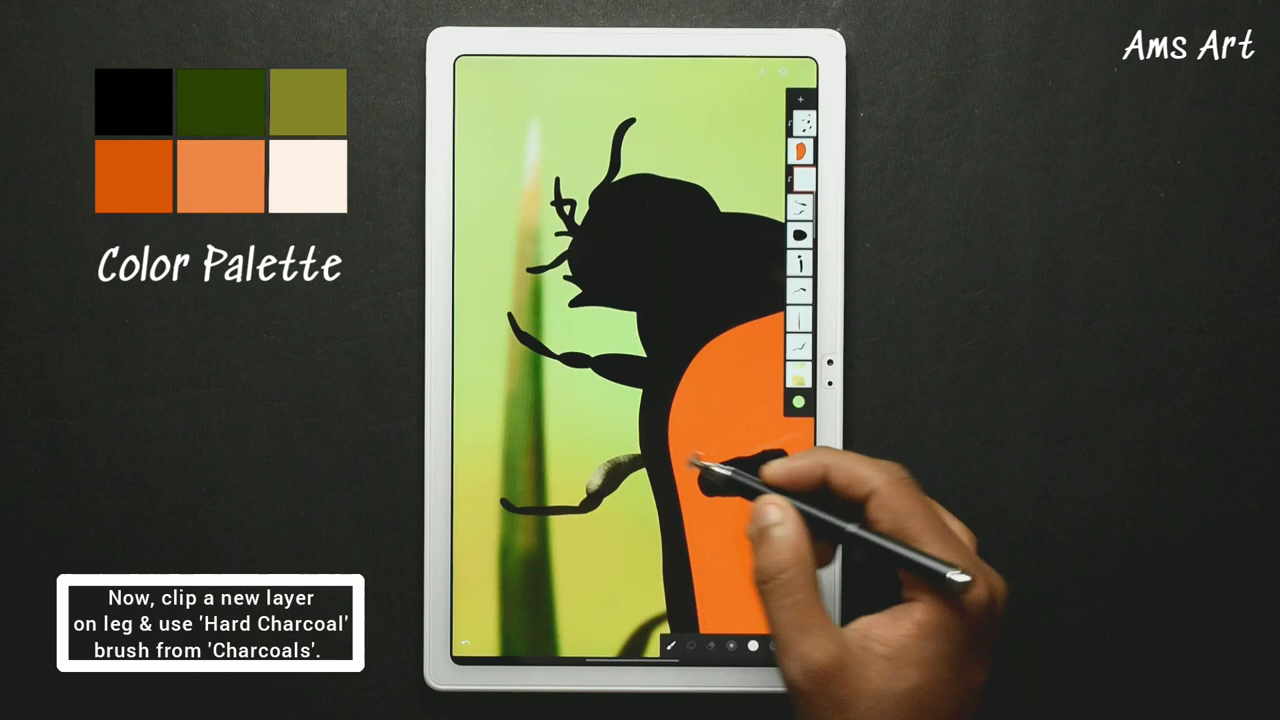 Ams Art
Color Palette
Now, clip a new layer
on leg & use 'Hard Charcoal'
brush from 'Charcoals'.